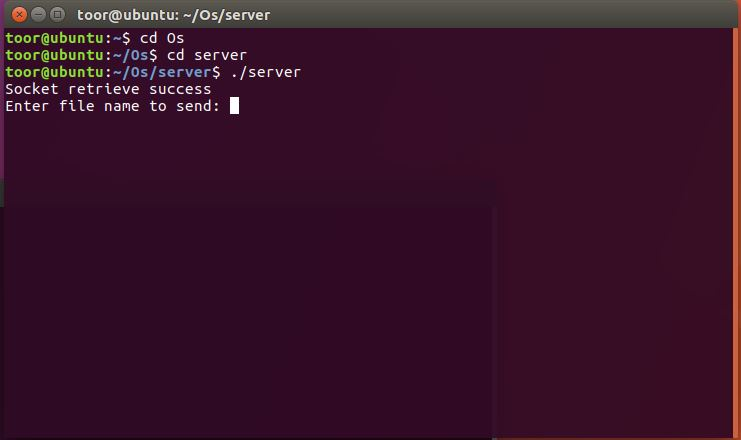 toor@ubuntu: ~/Os/server
toor@ubuntu:~$ cd Os
toor@ubuntu:~/Os$ cd server
toor@ubuntu:~/Os/server$ ./server
Socket retrieve success
Enter file name to send: